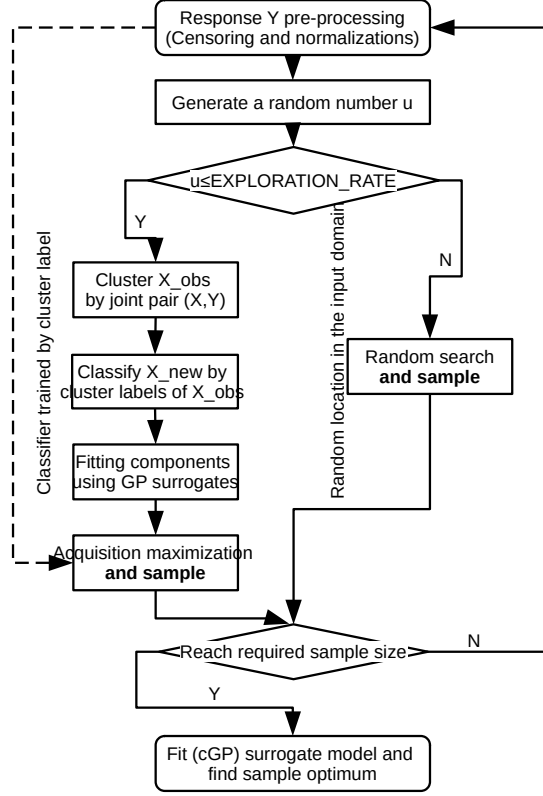 Response Y pre-processing
(Censoring and normalizations)
Generate a random number u
u≤EXPLORATION_RATE
Y
N
Classifier trained by cluster label
Random location in the input domain
Cluster X_obs
by joint pair (X,Y)
Random search
and sample
Classify X_new by
cluster labels of X_obs
Fitting components
using GP surrogates
Acquisition maximization
and sample
Reach required sample size
N
Y
Fit (cGP) surrogate model and
find sample optimum